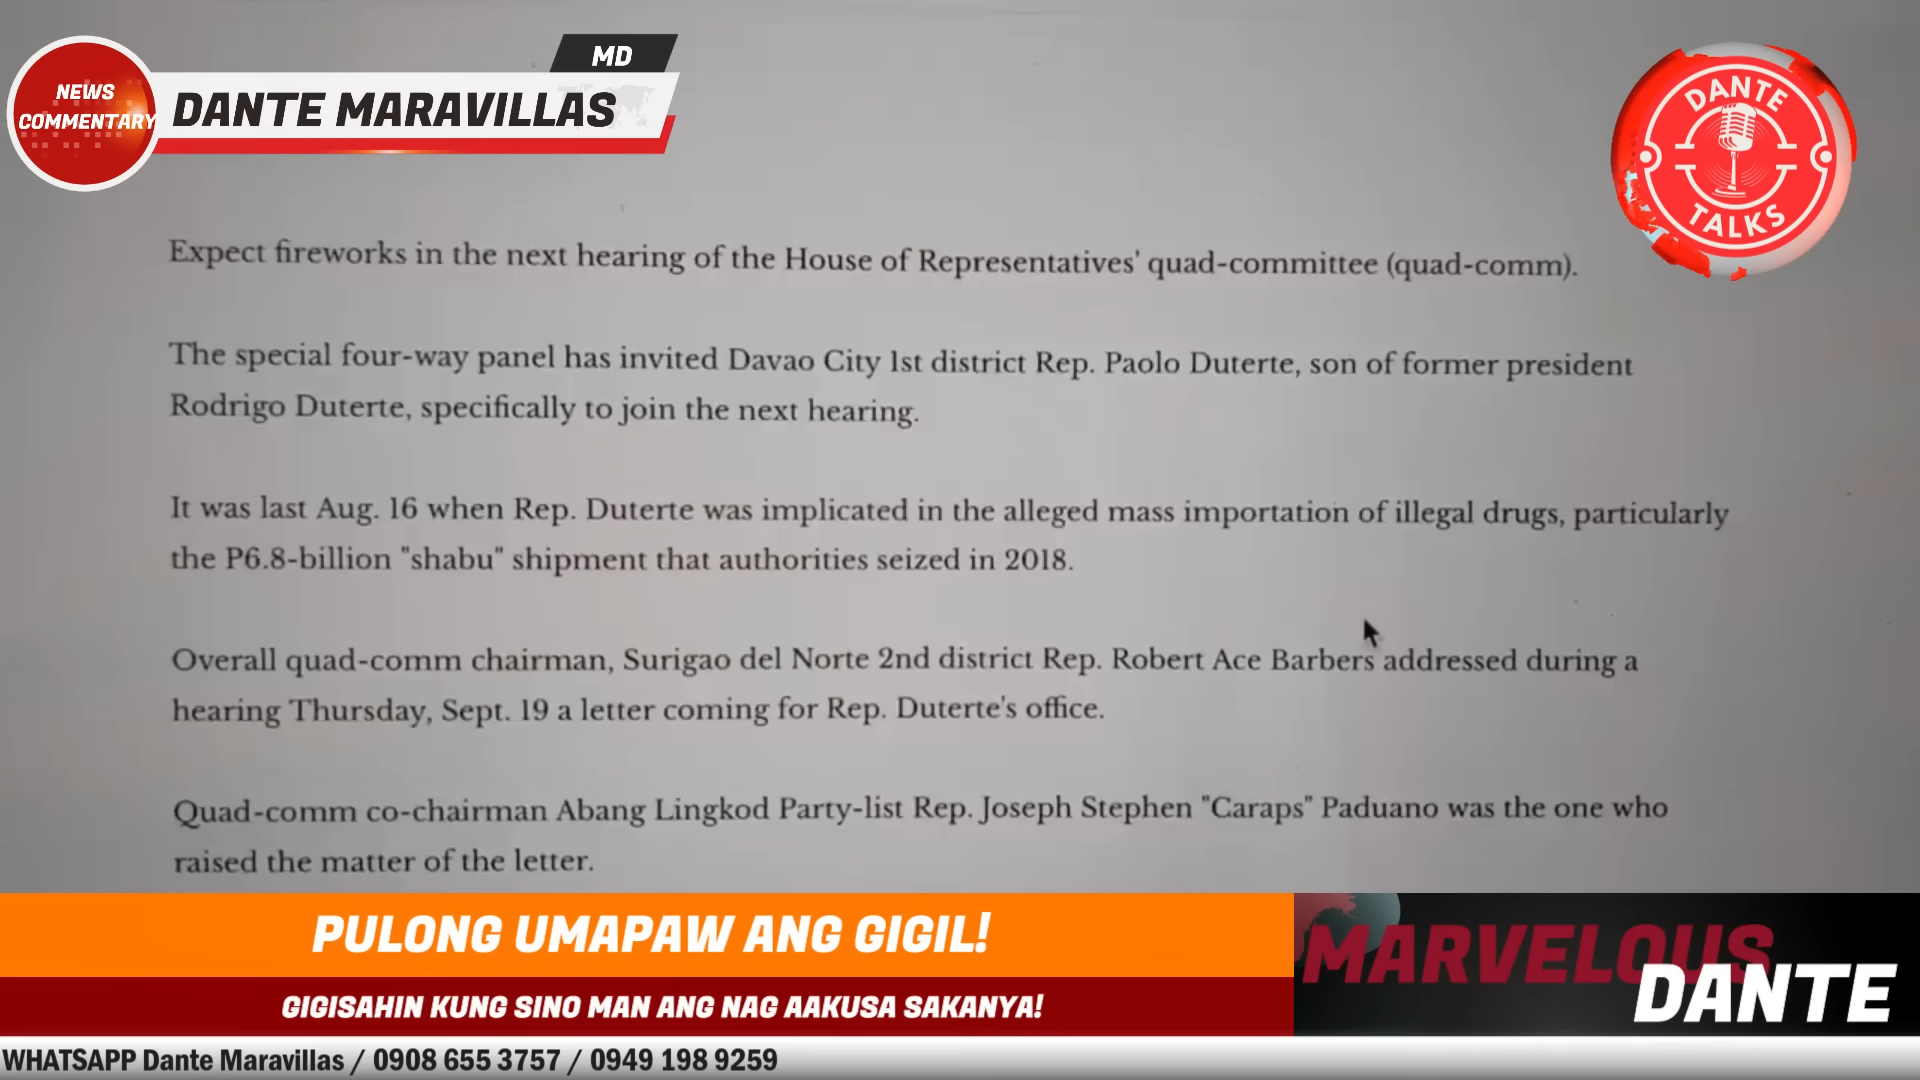 MD
NEWS
COMMENTARY
DANTE MARAVILLAS
DANTE
TALKS
Expect fireworks in the next hearing of the House of Representatives' quad-committee (quad-comm).
The special four-way panel has invited Davao City 1st district Rep. Paolo Duterte, son of former president
Rodrigo Duterte, specifically to join the next hearing.
It was last Aug. 16 when Rep. Duterte was implicated in the alleged mass importation of illegal drugs, particularly
the P6.8-billion "shabu" shipment that authorities seized in 2018.
Overall quad-comm chairman, Surigao del Norte 2nd district Rep. Robert Ace Barbers addressed during a
hearing Thursday, Sept. 19 a letter coming for Rep. Duterte's office.
Quad-comm co-chairman Abang Lingkod Party-list Rep. Joseph Stephen "Caraps" Paduano was the one who
raised the matter of the letter.
PULONG UMAPAW ANG GIGIL!
GIGISAHIN KUNG SINO MAN ANG NAG AAKUSA SAKANYA!
MARVELOUS
DANTE
WHATSAPP Dante Maravillas / 0908 655 3757 / 0949 198 9259